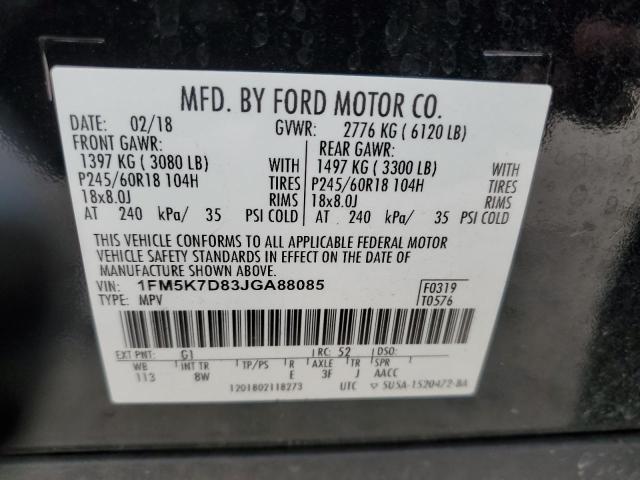 MFD. BY FORD MOTOR CO.
DATE: 02/18 GVWR: 2776 KG ( 6120 LB)
FRONT GAWR: REAR GAWR:
1397 KG ( 3080 LB) WITH 1497 KG ( 3300 LB) WITH
P245/60R18 104H TIRES P245/60R18 104H TIRES
18x8.0J RIMS 18x8.0J RIMS
AT 240 kPa/ 35 PSI COLD AT 240 kPa/ 35 PSI COLD
THIS VEHICLE CONFORMS TO ALL APPLICABLE FEDERAL MOTOR
VEHICLE SAFETY STANDARDS IN EFFECT ON THE DATE OF
MANUFACTURE SHOWN ABOVE.
VIN: 1FM5K7D83JGA88085 F0319
TYPE: MPV T0576
EXT PNT: G1 RC: 52 DSO:
WB INT TR TP/PS R AXLE TR SPR
113 8W E 3F J AACC
1201802118273 UTC 5U5A-1520472-BA